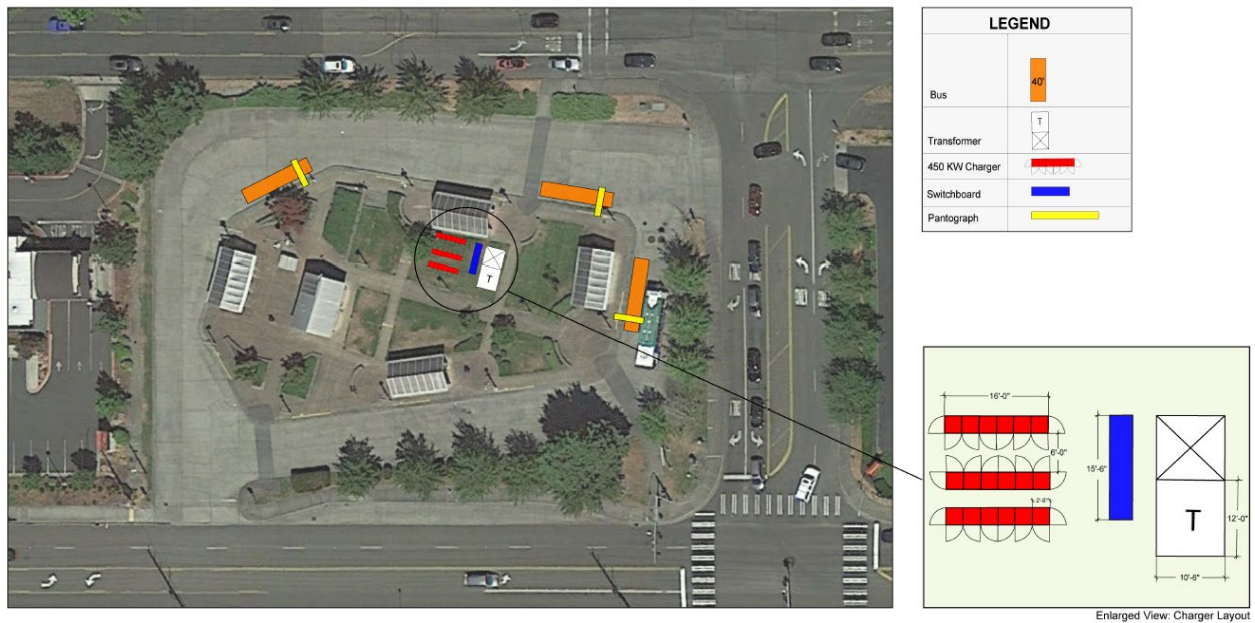 LEGEND
Bus
40'
Transformer
T
450 KW Charger
Switchboard
Pantograph
T
16'-0"
6'-0"
2'-8"
15'-6"
T
12'-0"
10'-6"
Enlarged View: Charger Layout